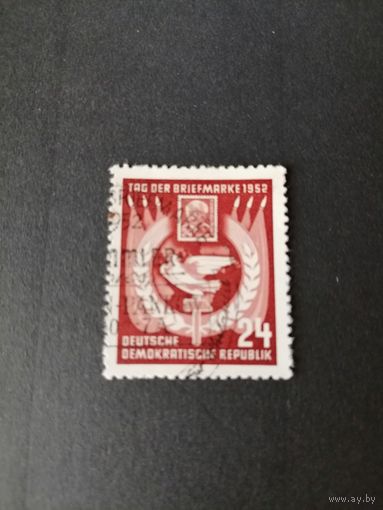 TAG DER BRIEFMARKE 1952
24
DEUTSCHE
DEMOKRATISCHE REPUBLIK
www.ay.by